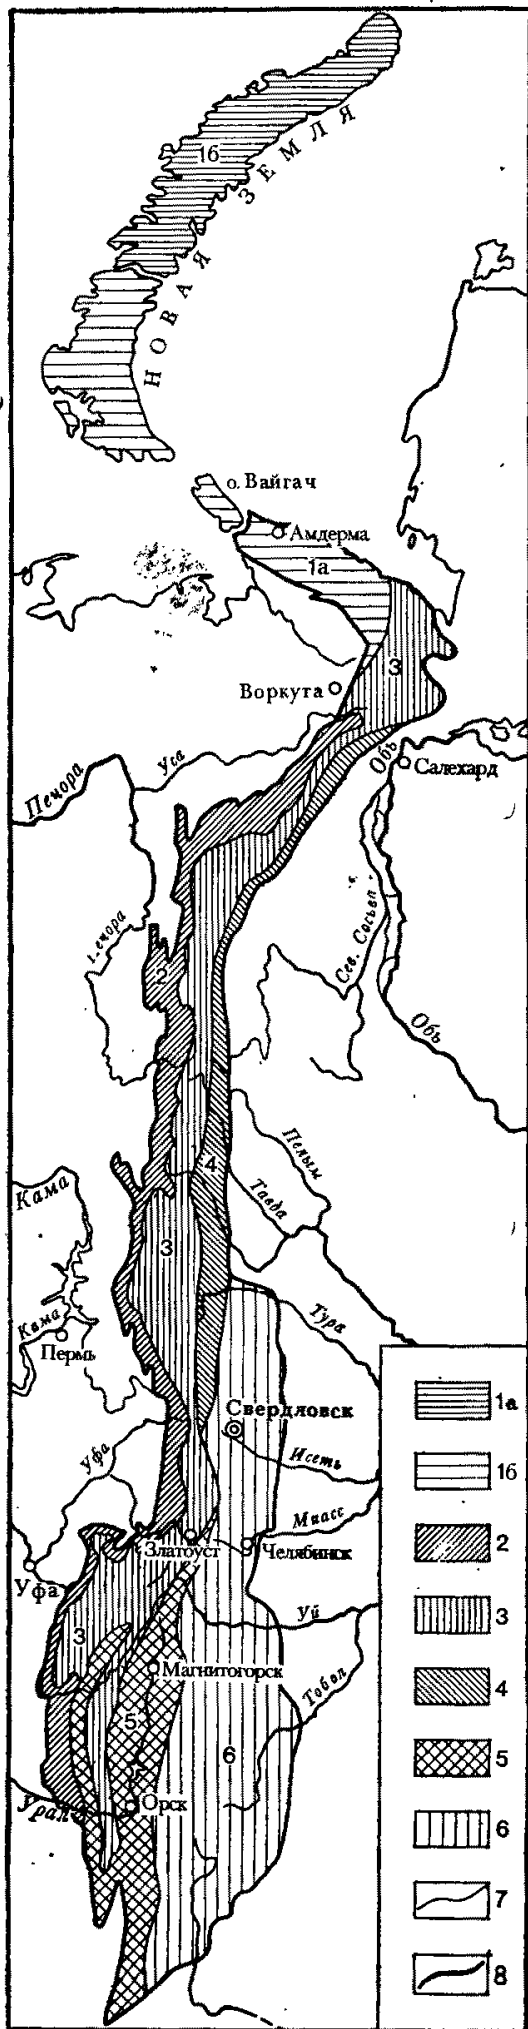 1б
НОВАЯ ЗЕМЛЯ
о. Вайгач
Амдерма
1а
3
Воркута
Обь
Салехард
Уса
Печора
Сев. Сосьва
2
Обь
Пелым
4
Тавда
Кама
3
Кама
Пермь
Тура
Свердловск
Исеть
Уфа
Миасс
Златоуст
Челябинск
Уфа
Уй
3
Магнитогорск
Тобол
5
6
Орск
Урал
1а
1б
2
3
4
5
6
7
8